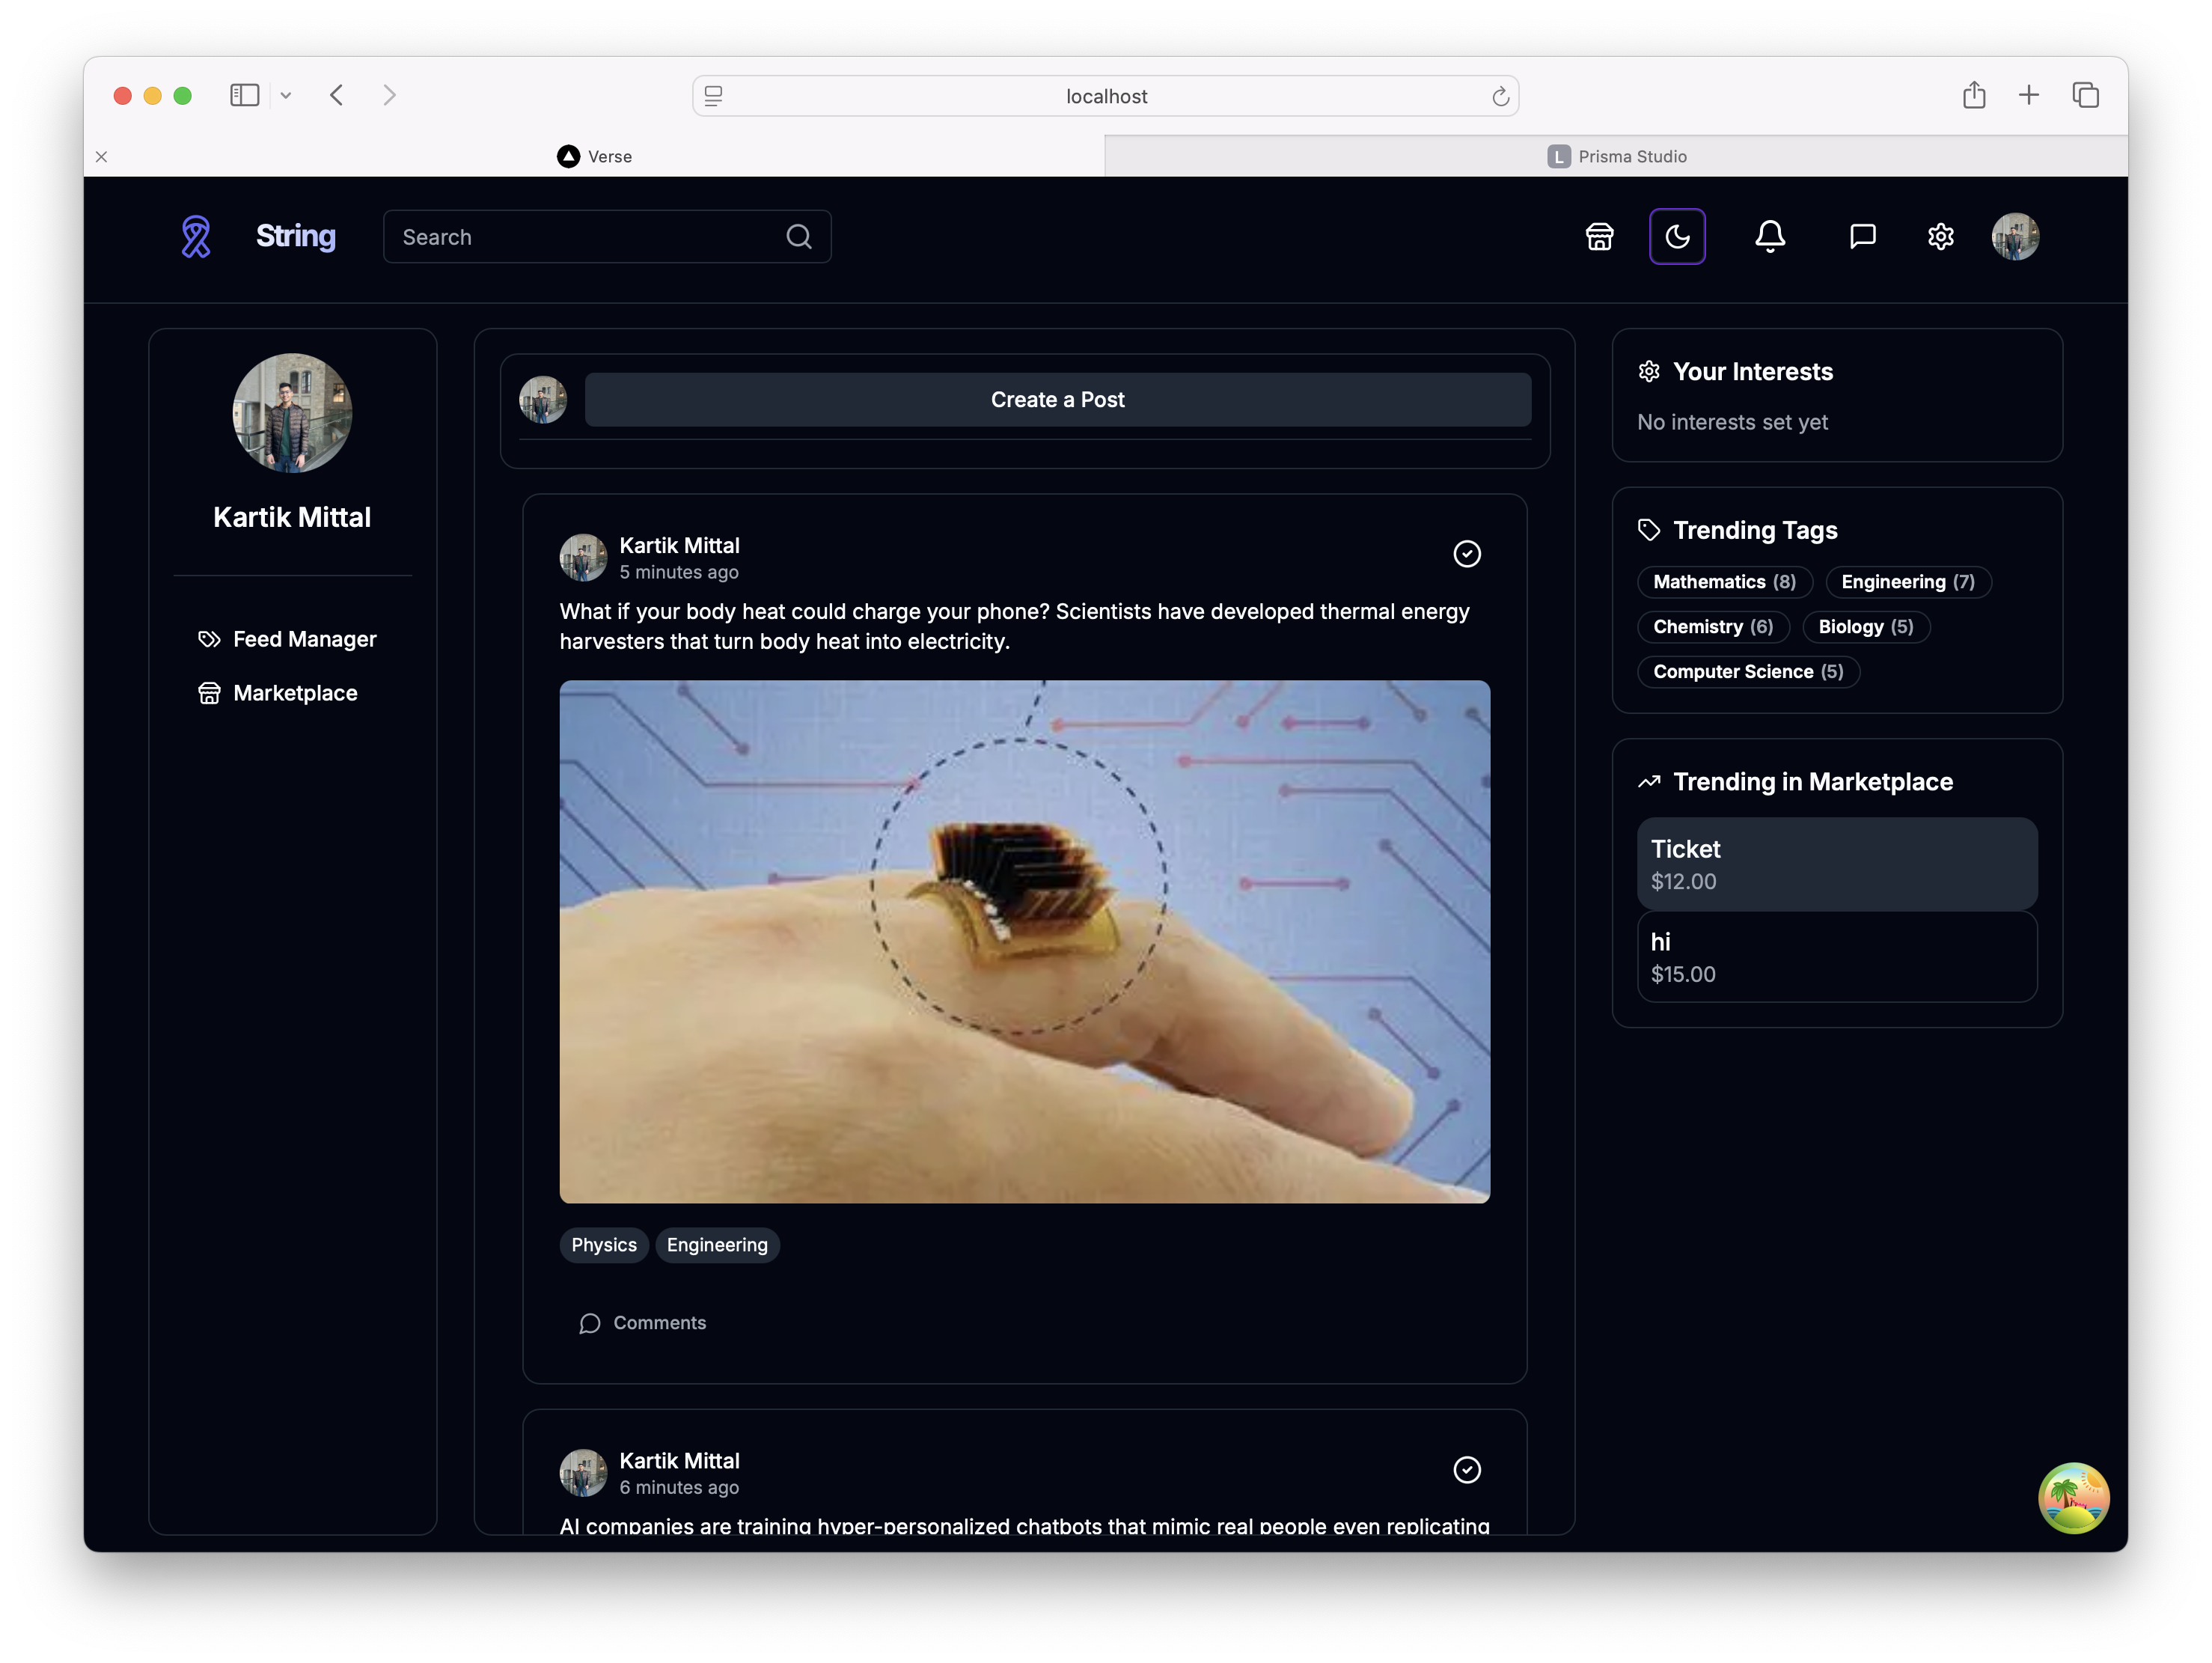 localhost
Verse
L Prisma Studio
String
Search
Kartik Mittal
Feed Manager
Marketplace
Create a Post
Kartik Mittal
5 minutes ago
What if your body heat could charge your phone? Scientists have developed thermal energy
harvesters that turn body heat into electricity.
Physics Engineering
Comments
Kartik Mittal
6 minutes ago
AI companies are training hyper-personalized chatbots that mimic real people even replicating
Your Interests
No interests set yet
Trending Tags
Mathematics (8) Engineering (7)
Chemistry (6) Biology (5)
Computer Science (5)
Trending in Marketplace
Ticket
$12.00
hi
$15.00